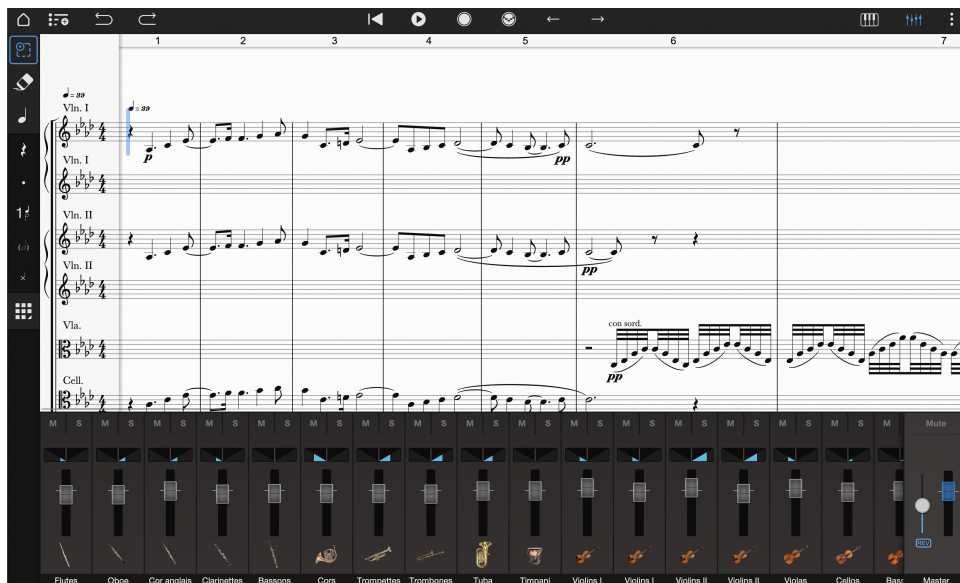 1 2 3 4 5 6 7
= 39
Vln. I
= 39
p
pp
Vln. I
Vln. II
pp
Vln. II
Vla.
con sord.
pp
Cell.
M S M S M S M S M S M S M S M S M S M S M S M S M S M S M S M S M Mute
REV
Flutes Oboe Cor anglais Clarinettes Bassons Cors Trompettes Trombones Tuba Timpani Violins I Violins I Violins II Violins II Violas Cellos Bass Master